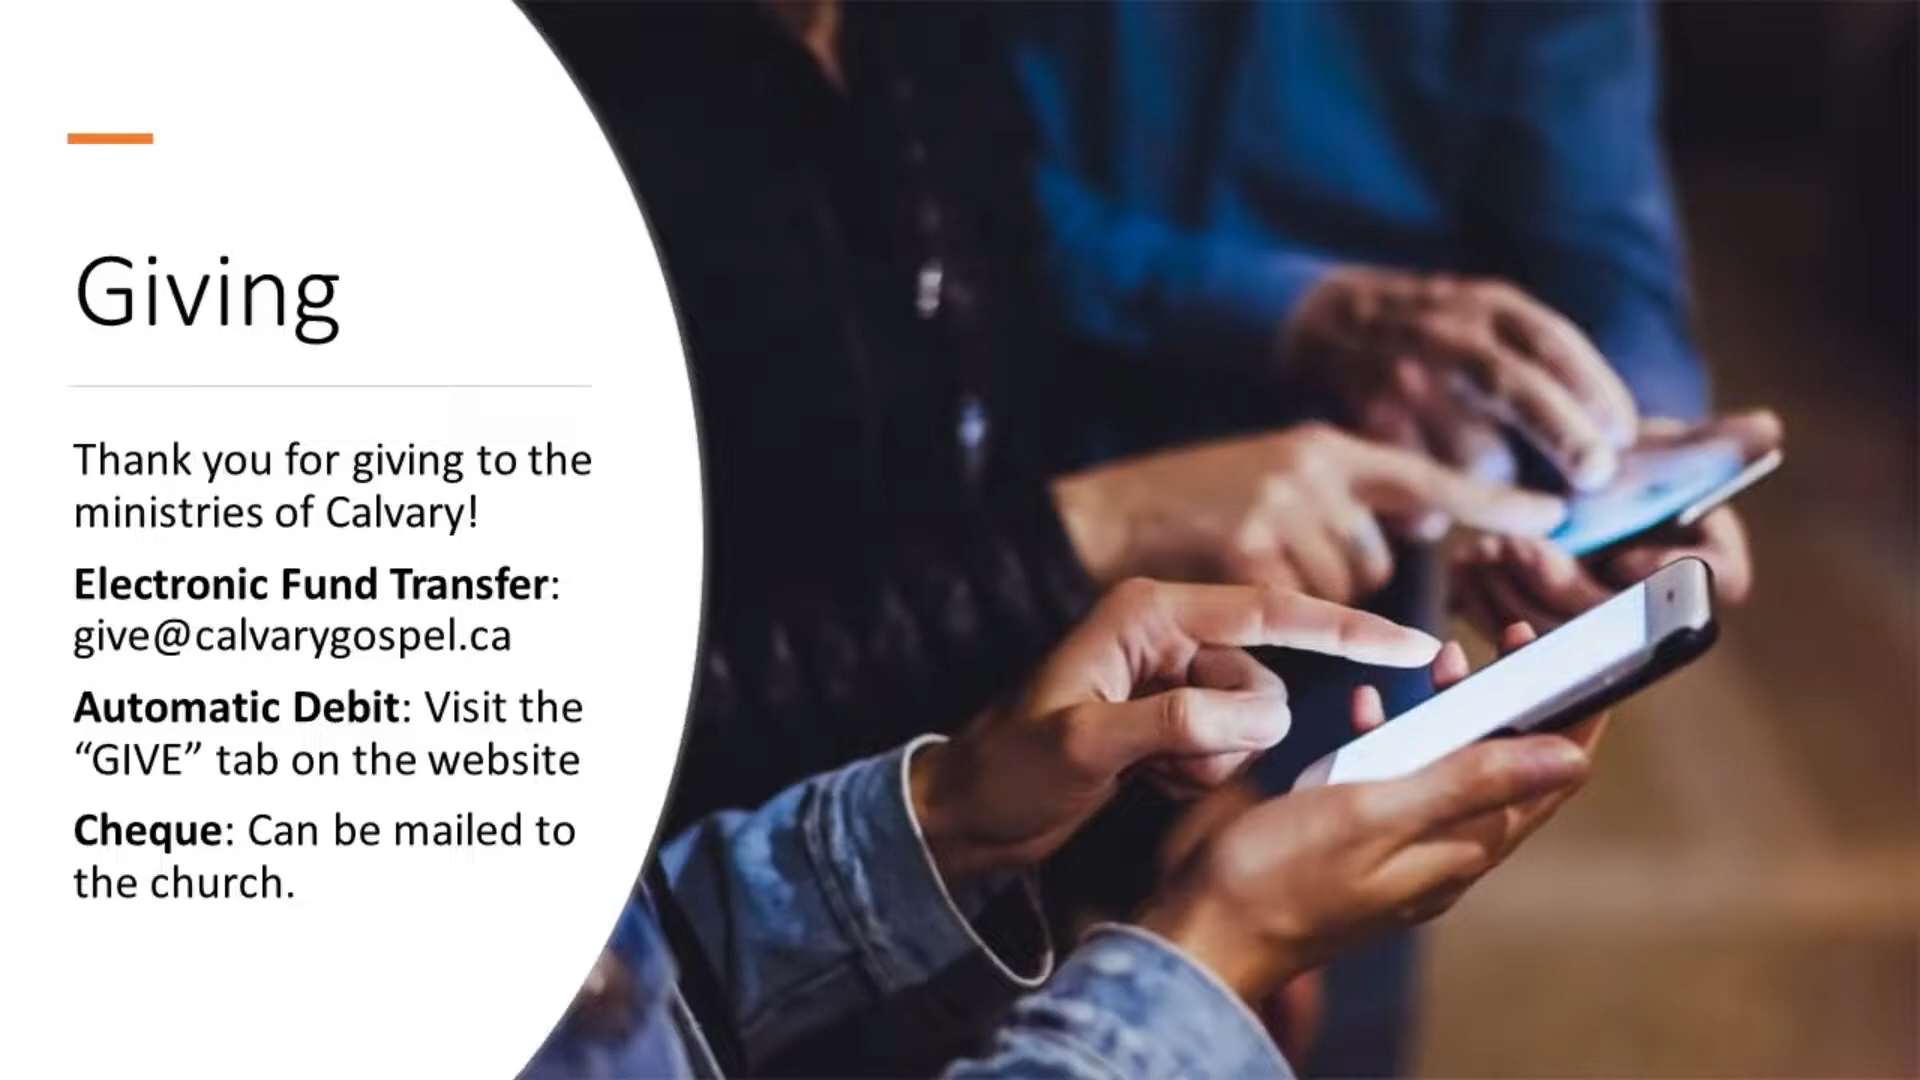 Giving
Thank you for giving to the
ministries of Calvary!
Electronic Fund Transfer:
give@calvarygospel.ca
Automatic Debit: Visit the
“GIVE” tab on the website
Cheque: Can be mailed to
the church.